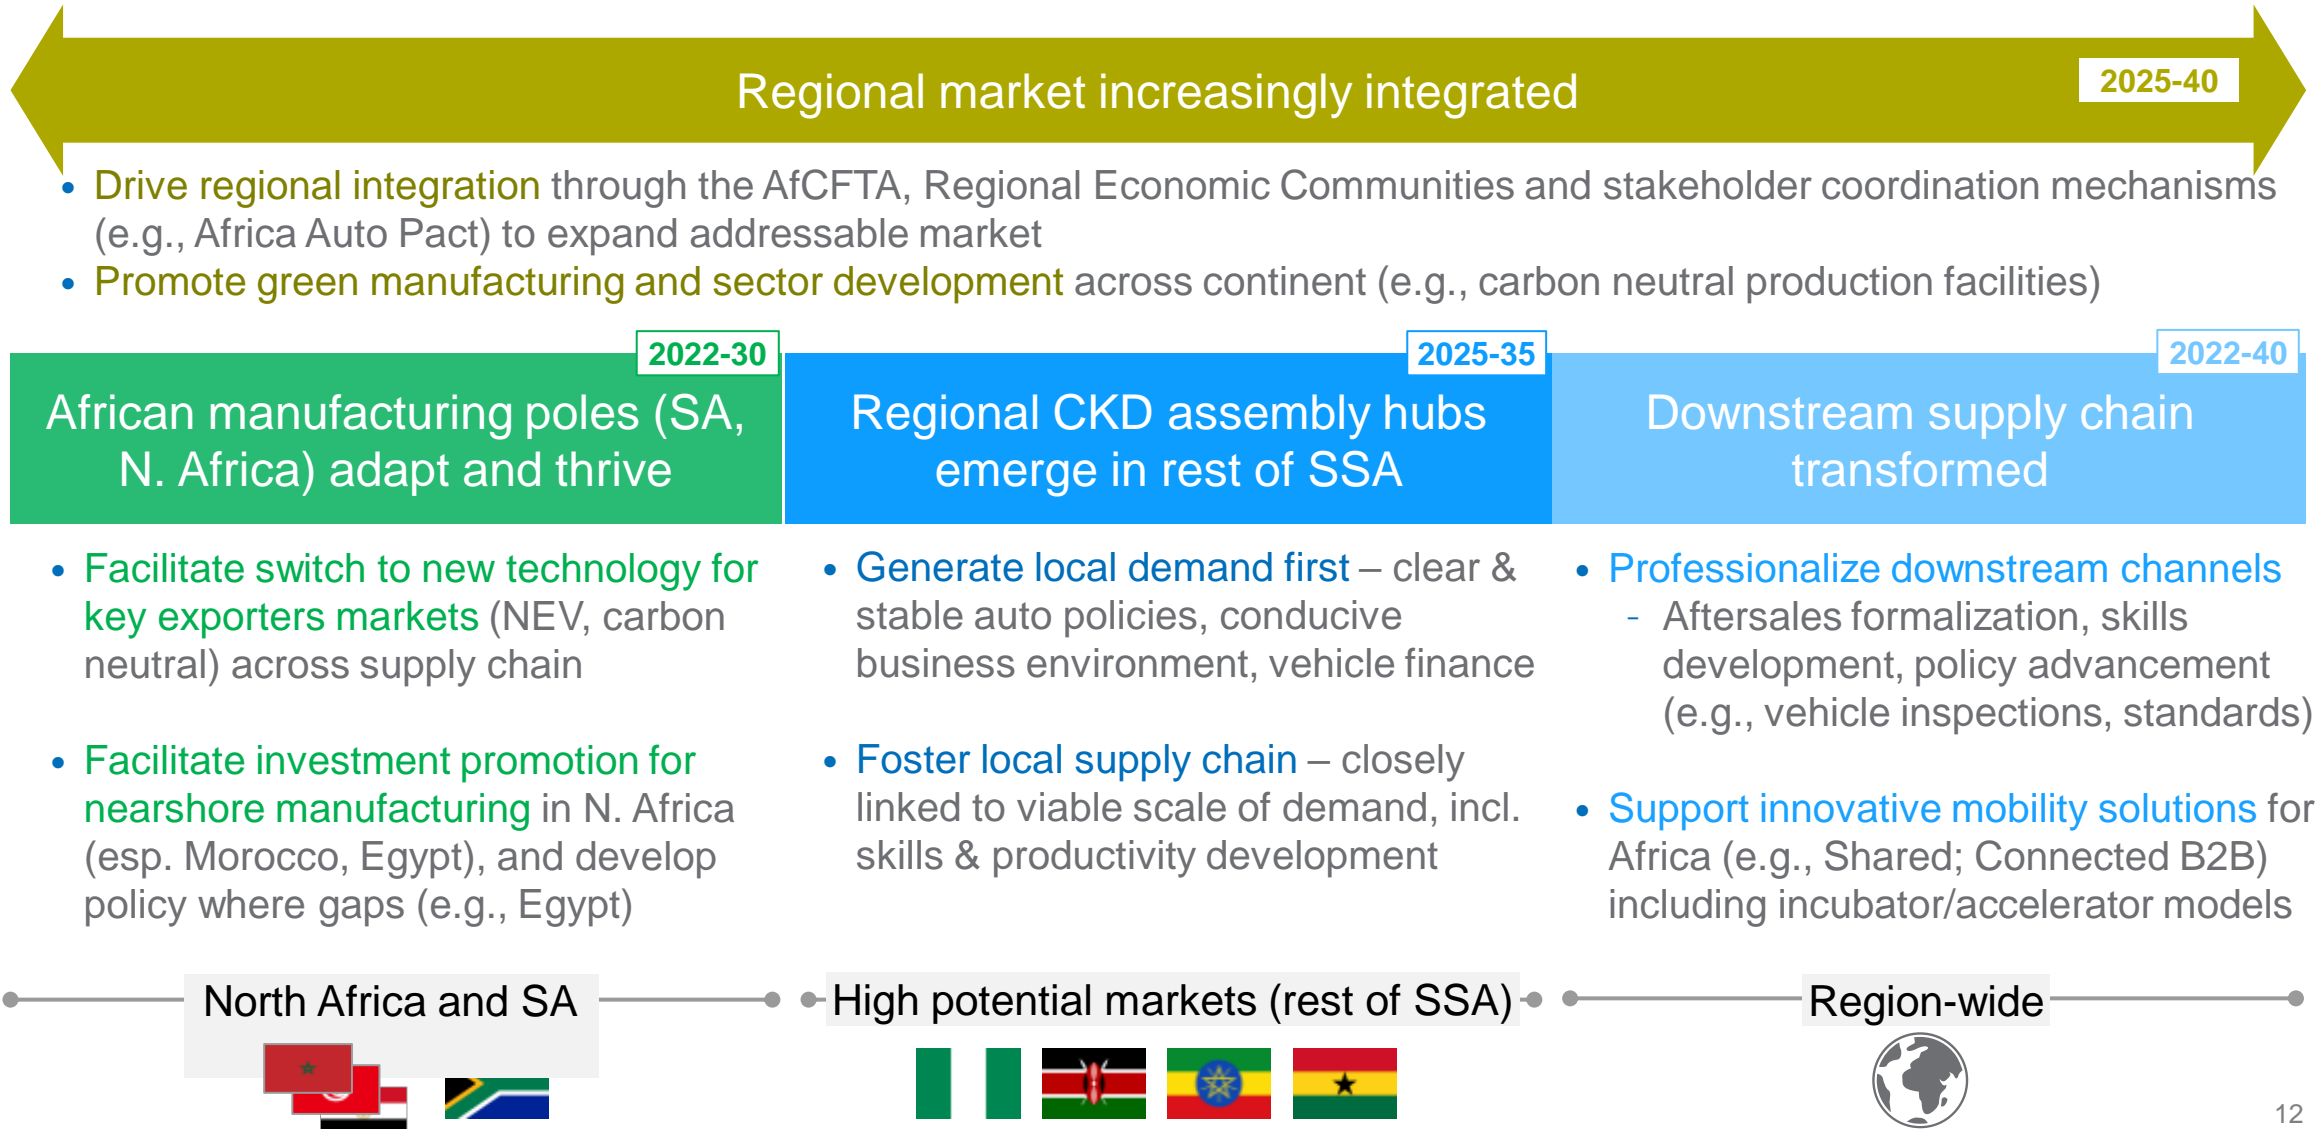 Regional market increasingly integrated
2025-40
• Drive regional integration through the AfCFTA, Regional Economic Communities and stakeholder coordination mechanisms
(e.g., Africa Auto Pact) to expand addressable market
• Promote green manufacturing and sector development across continent (e.g., carbon neutral production facilities)
2022-30
African manufacturing poles (SA,
N. Africa) adapt and thrive
• Facilitate switch to new technology for
key exporters markets (NEV, carbon
neutral) across supply chain
• Facilitate investment promotion for
nearshore manufacturing in N. Africa
(esp. Morocco, Egypt), and develop
policy where gaps (e.g., Egypt)
North Africa and SA
2025-35
Regional CKD assembly hubs
emerge in rest of SSA
• Generate local demand first – clear &
stable auto policies, conducive
business environment, vehicle finance
• Foster local supply chain – closely
linked to viable scale of demand, incl.
skills & productivity development
High potential markets (rest of SSA)
2022-40
Downstream supply chain
transformed
• Professionalize downstream channels
- Aftersales formalization, skills
development, policy advancement
(e.g., vehicle inspections, standards)
• Support innovative mobility solutions for
Africa (e.g., Shared; Connected B2B)
including incubator/accelerator models
Region-wide
12